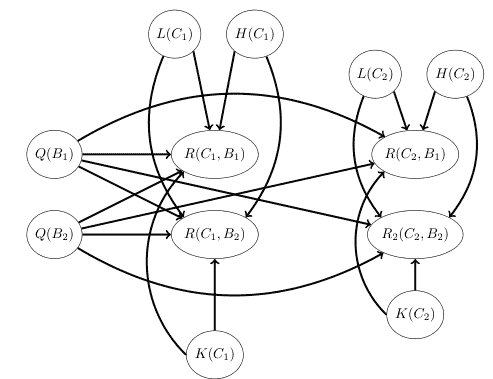 L(C₁)
H(C₁)
L(C₂)
H(C₂)
Q(B₁)
R(C₁, B₁)
R(C₂, B₁)
Q(B₂)
R(C₁, B₂)
R₂(C₂, B₂)
K(C₂)
K(C₁)